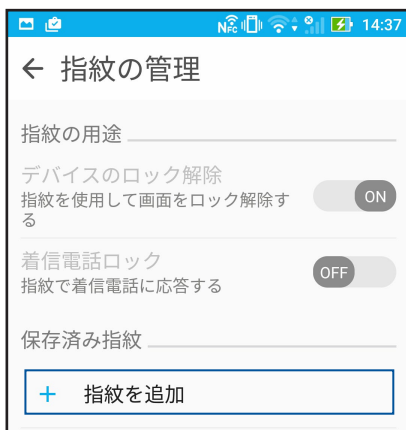 NFC 14:37
← 指紋の管理
指紋の用途
デバイスのロック解除
指紋を使用して画面をロック解除す
る
ON
着信電話ロック
指紋で着信電話に応答する
OFF
保存済み指紋
+ 指紋を追加